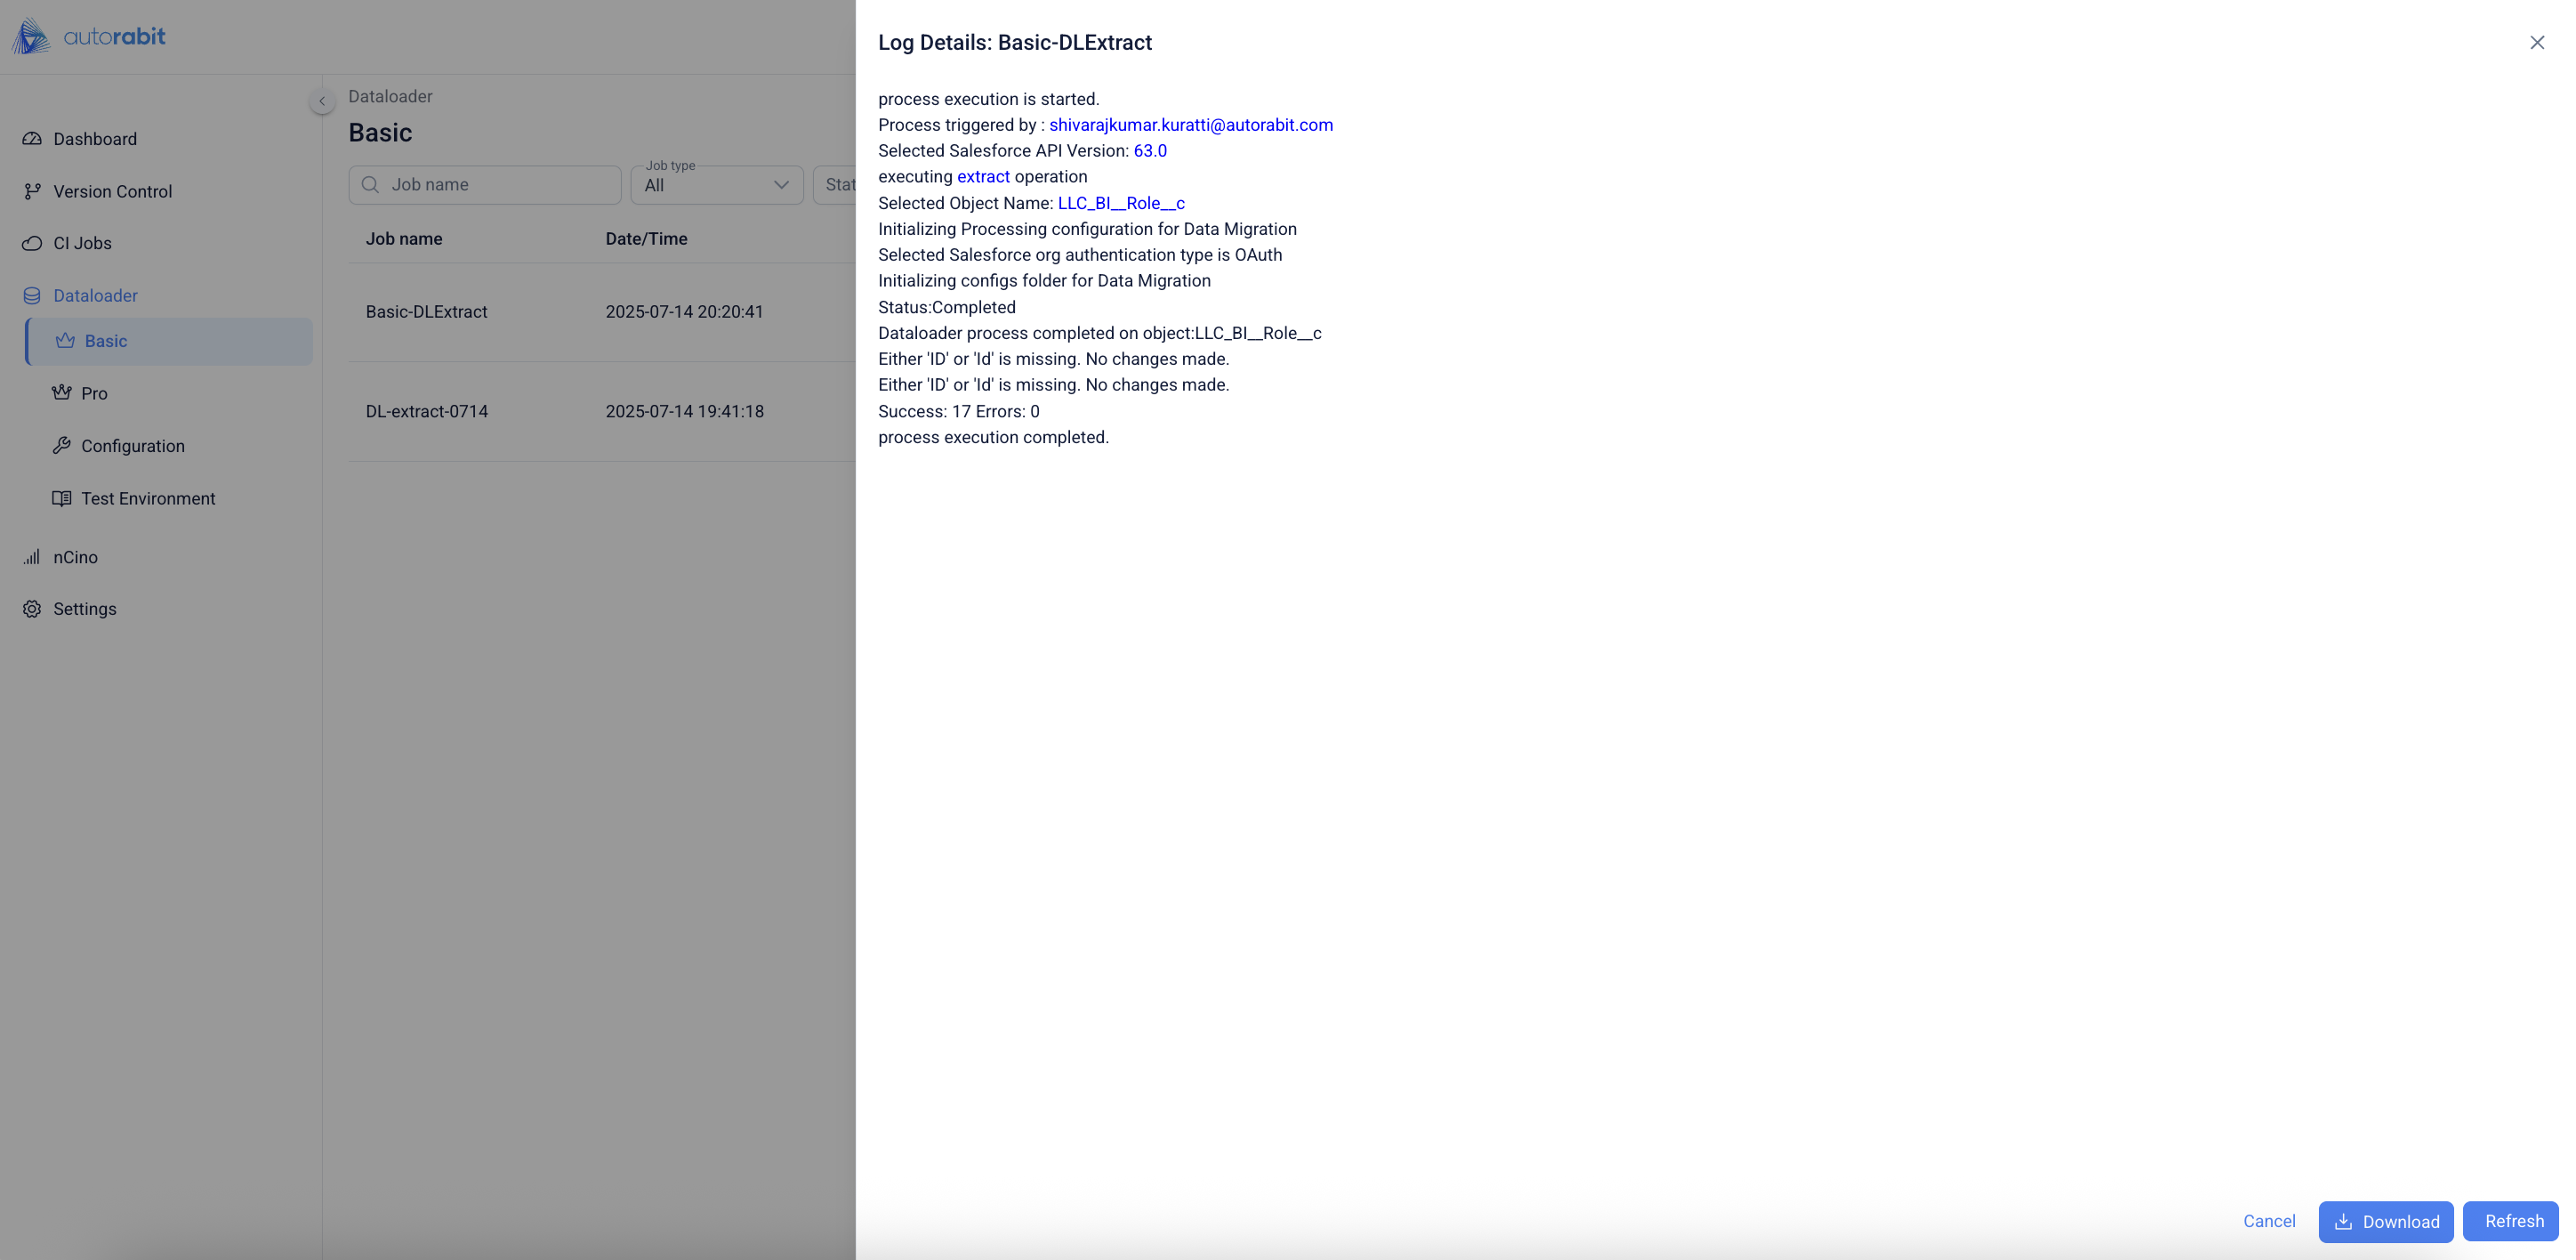 autorabit
Dashboard
Version Control
CI Jobs
Dataloader
Basic
Pro
Configuration
Test Environment
nCino
Settings
Dataloader
Basic
Job name
Job type
All
Stat
Job name Date/Time
Basic-DLExtract 2025-07-14 20:20:41
DL-extract-0714 2025-07-14 19:41:18
Log Details: Basic-DLExtract
process execution is started.
Process triggered by : shivarajkumar.kuratti@autorabit.com
Selected Salesforce API Version: 63.0
executing extract operation
Selected Object Name: LLC_BI__Role__c
Initializing Processing configuration for Data Migration
Selected Salesforce org authentication type is OAuth
Initializing configs folder for Data Migration
Status:Completed
Dataloader process completed on object:LLC_BI__Role__c
Either 'ID' or 'Id' is missing. No changes made.
Either 'ID' or 'Id' is missing. No changes made.
Success: 17 Errors: 0
process execution completed.
Cancel Download Refresh